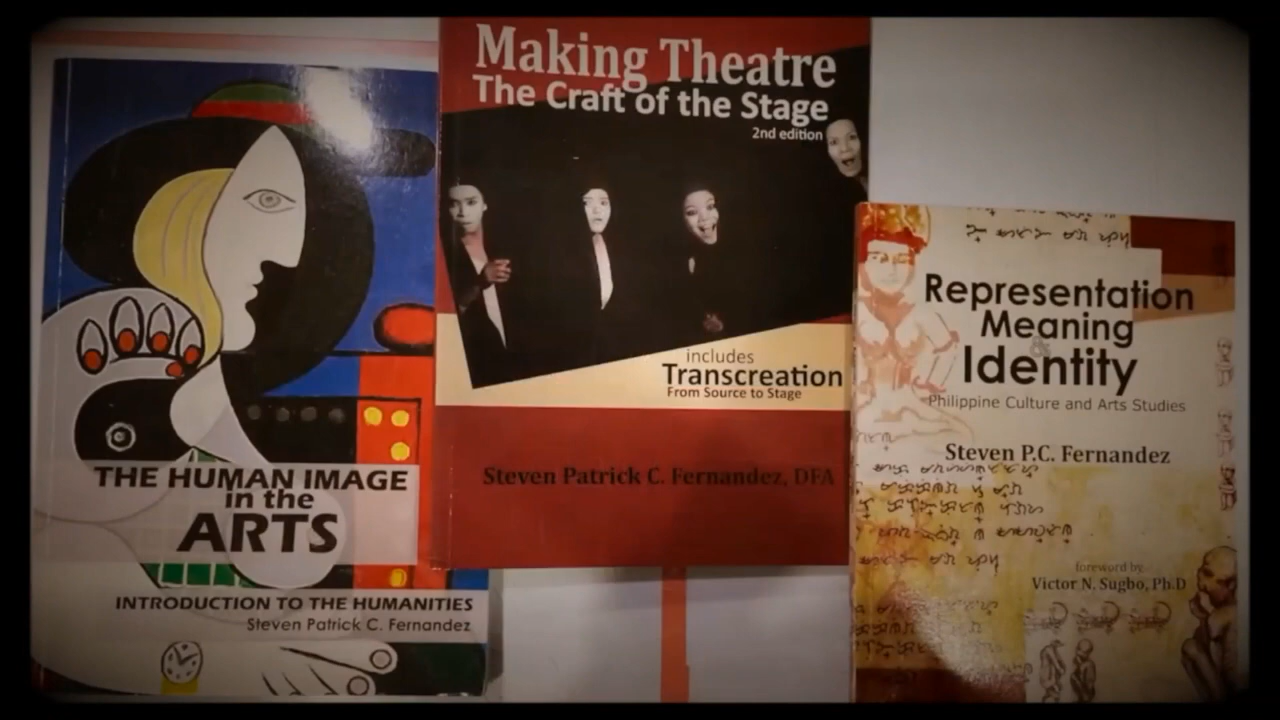 THE HUMAN IMAGE
in the
ARTS
INTRODUCTION TO THE HUMANITIES
Steven Patrick C. Fernandez
Making Theatre
The Craft of the Stage
2nd edition
includes
Transcreation
From Source to Stage
Steven Patrick C. Fernandez, DFA
Representation
Meaning
&
Identity
Philippine Culture and Arts Studies
Steven P.C. Fernandez
foreword by
Victor N. Sugbo, Ph.D